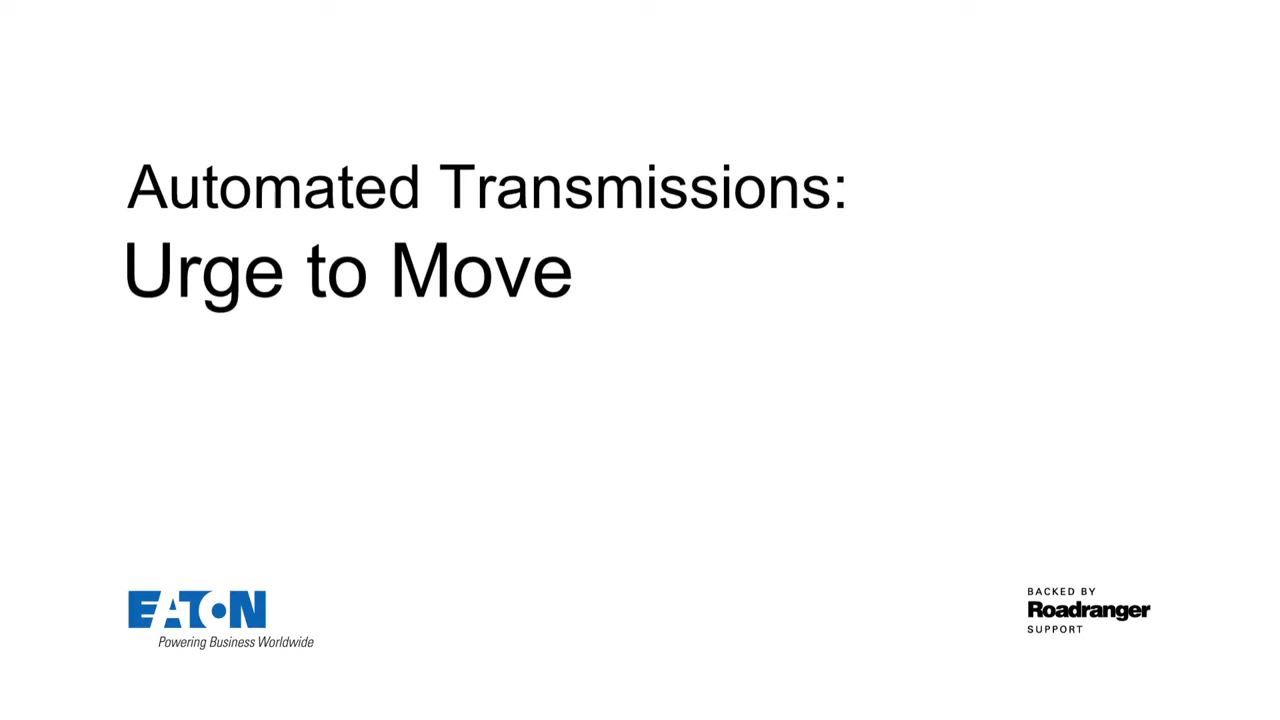 Automated Transmissions:
Urge to Move
EATON
Powering Business Worldwide
BACKED BY
Roadranger
SUPPORT